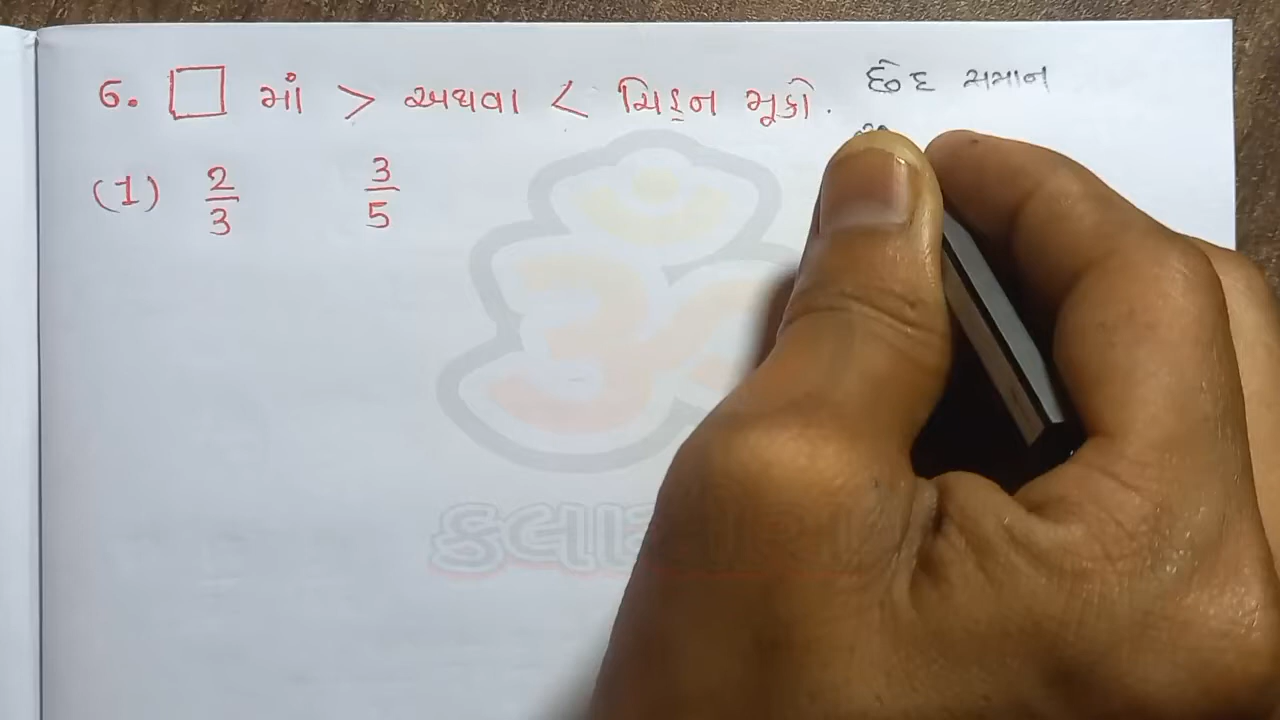 6. □ માં > અથવા < ચિહ્ન મૂકો.
છેદ સમાન
(1) 2/3 3/5